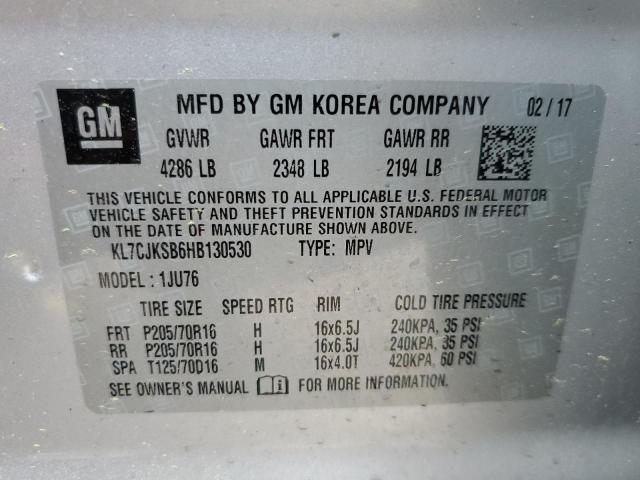 GM MFD BY GM KOREA COMPANY 02/17
GVWR GAWR FRT GAWR RR
4286 LB 2348 LB 2194 LB
THIS VEHICLE CONFORMS TO ALL APPLICABLE U.S. FEDERAL MOTOR
VEHICLE SAFETY AND THEFT PREVENTION STANDARDS IN EFFECT
ON THE DATE OF MANUFACTURE SHOWN ABOVE.
KL7CJKSB6HB130530 TYPE: MPV
MODEL: 1JU76
TIRE SIZE SPEED RTG RIM COLD TIRE PRESSURE
FRT P205/70R16 H 16x6.5J 240KPA, 35 PSI
RR P205/70R16 H 16x6.5J 240KPA, 35 PSI
SPA T125/70D16 M 16x4.0T 420KPA, 60 PSI
SEE OWNER'S MANUAL FOR MORE INFORMATION.